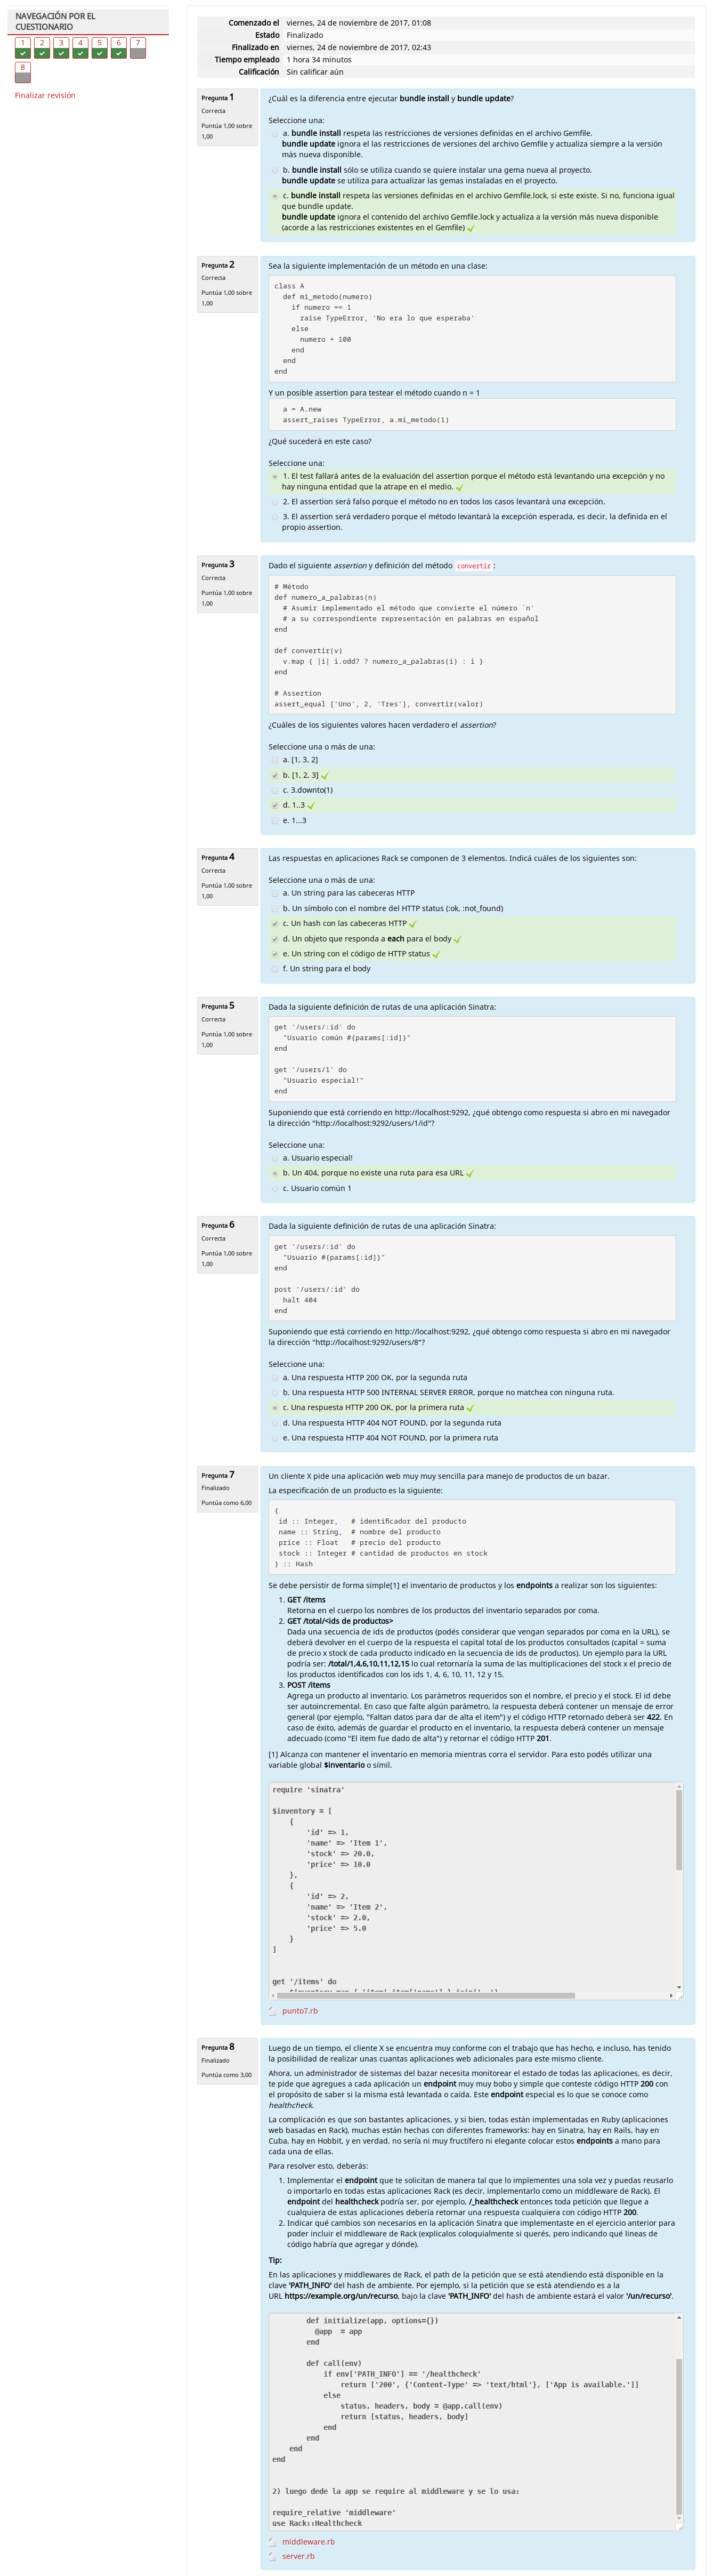 NAVEGACIÓN POR EL
CUESTIONARIO
1 2 3 4 5 6 7
8
Finalizar revisión
Comenzado el viernes, 24 de noviembre de 2017, 01:08
Estado Finalizado
Finalizado en viernes, 24 de noviembre de 2017, 02:43
Tiempo empleado 1 hora 34 minutos
Calificación Sin calificar aún
Pregunta 1
Correcta
Puntúa 1,00 sobre
1,00
¿Cuál es la diferencia entre ejecutar bundle install y bundle update?
Seleccione una:
a. bundle install respeta las restricciones de versiones definidas en el archivo Gemfile.
bundle update ignora el las restricciones de versiones del archivo Gemfile y actualiza siempre a la versión
más nueva disponible.
b. bundle install sólo se utiliza cuando se quiere instalar una gema nueva al proyecto.
bundle update se utiliza para actualizar las gemas instaladas en el proyecto.
c. bundle install respeta las versiones definidas en el archivo Gemfile.lock, si este existe. Si no, funciona igual
que bundle update.
bundle update ignora el contenido del archivo Gemfile.lock y actualiza a la versión más nueva disponible
(acorde a las restricciones existentes en el Gemfile)
Pregunta 2
Correcta
Puntúa 1,00 sobre
1,00
Sea la siguiente implementación de un método en una clase:
class A
def mi_metodo(numero)
if numero == 1
raise TypeError, 'No era lo que esperaba'
else
numero + 100
end
end
end
Y un posible assertion para testear el método cuando n = 1
a = A.new
assert_raises TypeError, a.mi_metodo(1)
¿Qué sucederá en este caso?
Seleccione una:
1. El test fallará antes de la evaluación del assertion porque el método está levantando una excepción y no
hay ninguna entidad que la atrape en el medio.
2. El assertion será falso porque el método no en todos los casos levantará una excepción.
3. El assertion será verdadero porque el método levantará la excepción esperada, es decir, la definida en el
propio assertion.
Pregunta 3
Correcta
Puntúa 1,00 sobre
1,00
Dado el siguiente assertion y definición del método convertir:
# Método
def numero_a_palabras(n)
# Asumir implementado el método que convierte el número `n'
# a su correspondiente representación en palabras en español
end
def convertir(v)
v.map { |i| i.odd? ? numero_a_palabras(i) : i }
end
# Assertion
assert_equal ['Uno', 2, 'Tres'], convertir(valor)
¿Cuáles de los siguientes valores hacen verdadero el assertion?
Seleccione una o más de una:
a. [1, 3, 2]
b. [1, 2, 3]
c. 3.downto(1)
d. 1..3
e. 1...3
Pregunta 4
Correcta
Puntúa 1,00 sobre
1,00
Las respuestas en aplicaciones Rack se componen de 3 elementos. Indicá cuáles de los siguientes son:
Seleccione una o más de una:
a. Un string para las cabeceras HTTP
b. Un símbolo con el nombre del HTTP status (:ok, :not_found)
c. Un hash con las cabeceras HTTP
d. Un objeto que responda a each para el body
e. Un string con el código de HTTP status
f. Un string para el body
Pregunta 5
Correcta
Puntúa 1,00 sobre
1,00
Dada la siguiente definición de rutas de una aplicación Sinatra:
get '/users/:id' do
"Usuario común #{params[:id]}"
end
get '/users/1' do
"Usuario especial!"
end
Suponiendo que está corriendo en http://localhost:9292, ¿qué obtengo como respuesta si abro en mi navegador
la dirección "http://localhost:9292/users/1/id"?
Seleccione una:
a. Usuario especial!
b. Un 404, porque no existe una ruta para esa URL
c. Usuario común 1
Pregunta 6
Correcta
Puntúa 1,00 sobre
1,00
Dada la siguiente definición de rutas de una aplicación Sinatra:
get '/users/:id' do
"Usuario #{params[:id]}"
end
post '/users/:id' do
halt 404
end
Suponiendo que está corriendo en http://localhost:9292, ¿qué obtengo como respuesta si abro en mi navegador
la dirección "http://localhost:9292/users/8"?
Seleccione una:
a. Una respuesta HTTP 200 OK, por la segunda ruta
b. Una respuesta HTTP 500 INTERNAL SERVER ERROR, porque no matchea con ninguna ruta.
c. Una respuesta HTTP 200 OK, por la primera ruta
d. Una respuesta HTTP 404 NOT FOUND, por la segunda ruta
e. Una respuesta HTTP 404 NOT FOUND, por la primera ruta
Pregunta 7
Finalizado
Puntúa como 6,00
Un cliente X pide una aplicación web muy muy sencilla para manejo de productos de un bazar.
La especificación de un producto es la siguiente:
{
id :: Integer, # identificador del producto
name :: String, # nombre del producto
price :: Float # precio del producto
stock :: Integer # cantidad de productos en stock
} :: Hash
Se debe persistir de forma simple[1] el inventario de productos y los endpoints a realizar son los siguientes:
1. GET /items
Retorna en el cuerpo los nombres de los productos del inventario separados por coma.
2. GET /total/<ids de productos>
Dada una secuencia de ids de productos (podés considerar que vengan separados por coma en la URL), se
deberá devolver en el cuerpo de la respuesta el capital total de los productos consultados (capital = suma
de precio x stock de cada producto indicado en la secuencia de ids de productos). Un ejemplo para la URL
podría ser: /total/1,4,6,10,11,12,15 lo cual retornaría la suma de las multiplicaciones del stock x el precio de
los productos identificados con los ids 1, 4, 6, 10, 11, 12 y 15.
3. POST /items
Agrega un producto al inventario. Los parámetros requeridos son el nombre, el precio y el stock. El id debe
ser autoincremental. En caso que falte algún parámetro, la respuesta deberá contener un mensaje de error
general (por ejemplo, "Faltan datos para dar de alta el item") y el código HTTP retornado deberá ser 422. En
caso de éxito, además de guardar el producto en el inventario, la respuesta deberá contener un mensaje
adecuado (como "El item fue dado de alta") y retornar el código HTTP 201.
[1] Alcanza con mantener el inventario en memoria mientras corra el servidor. Para esto podés utilizar una
variable global $inventario o símil.
require 'sinatra'
$inventory = [
{
'id' => 1,
'name' => 'Item 1',
'stock' => 20.0,
'price' => 10.0
},
{
'id' => 2,
'name' => 'Item 2',
'stock' => 2.0,
'price' => 5.0
}
]
get '/items' do
punto7.rb
Pregunta 8
Finalizado
Puntúa como 3,00
Luego de un tiempo, el cliente X se encuentra muy conforme con el trabajo que has hecho, e incluso, has tenido
la posibilidad de realizar unas cuantas aplicaciones web adicionales para este mismo cliente.
Ahora, un administrador de sistemas del bazar necesita monitorear el estado de todas las aplicaciones, es decir,
te pide que agregues a cada aplicación un endpoint muy muy bobo y simple que conteste código HTTP 200 con
el propósito de saber si la misma está levantada o caída. Este endpoint especial es lo que se conoce como
healthcheck.
La complicación es que son bastantes aplicaciones, y si bien, todas están implementadas en Ruby (aplicaciones
web basadas en Rack), muchas están hechas con diferentes frameworks: hay en Sinatra, hay en Rails, hay en
Cuba, hay en Hobbit, y en verdad, no sería ni muy fructífero ni elegante colocar estos endpoints a mano para
cada una de ellas.
Para resolver esto, deberás:
1. Implementar el endpoint que te solicitan de manera tal que lo implementes una sola vez y puedas reusarlo
o importarlo en todas estas aplicaciones Rack (es decir, implementarlo como un middleware de Rack). El
endpoint del healthcheck podría ser, por ejemplo, /_healthcheck entonces toda petición que llegue a
cualquiera de estas aplicaciones debería retornar una respuesta cualquiera con código HTTP 200.
2. Indicar qué cambios son necesarios en la aplicación Sinatra que implementaste en el ejercicio anterior para
poder incluir el middleware de Rack (explicalos coloquialmente si querés, pero indicando qué lineas de
código habría que agregar y dónde).
Tip:
En las aplicaciones y middlewares de Rack, el path de la petición que se está atendiendo está disponible en la
clave 'PATH_INFO' del hash de ambiente. Por ejemplo, si la petición que se está atendiendo es a la
URL https://example.org/un/recurso, bajo la clave 'PATH_INFO' del hash de ambiente estará el valor '/un/recurso'.
def initialize(app, options={})
@app = app
end
def call(env)
if env['PATH_INFO'] == '/healthcheck'
return ['200', {'Content-Type' => 'text/html'}, ['App is available.']]
else
status, headers, body = @app.call(env)
return [status, headers, body]
end
end
end
end
2) luego dede la app se require al middleware y se lo usa:
require_relative 'middleware'
use Rack::Healthcheck
middleware.rb
server.rb